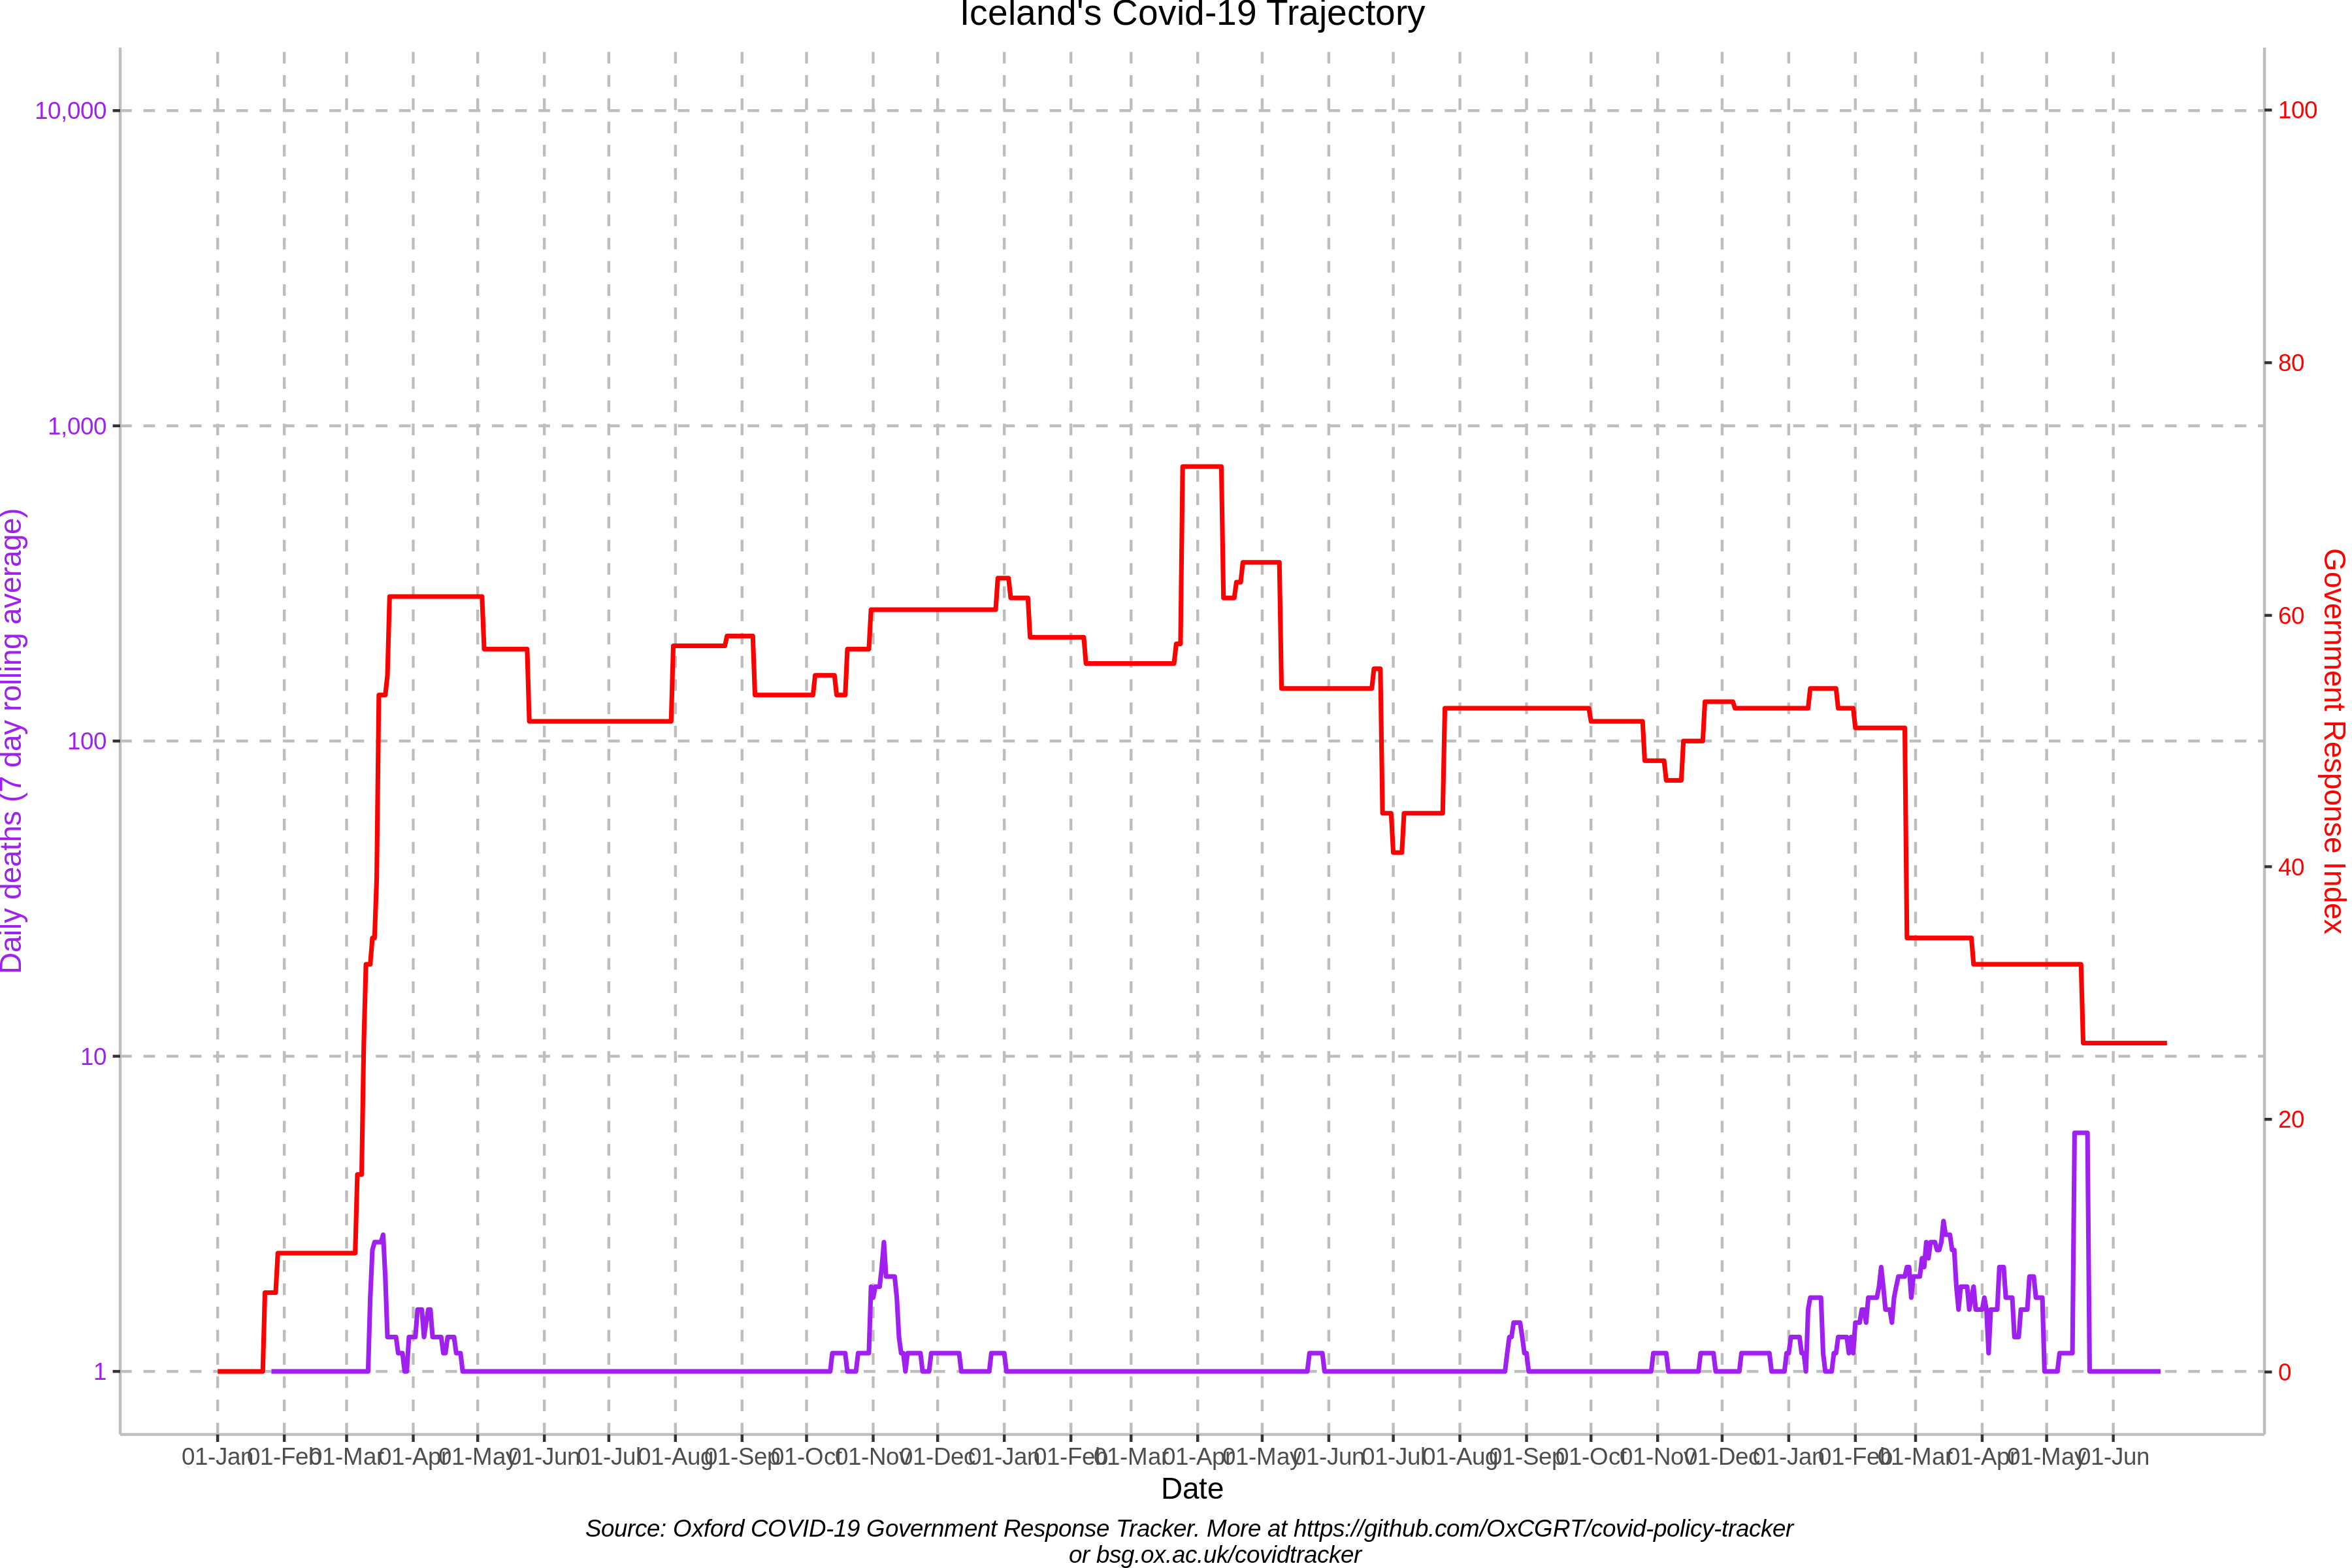 Iceland's Covid-19 Trajectory
10,000
1,000
100
10
1
Daily deaths (7 day rolling average)
100
80
60
40
20
0
Government Response Index
01-Jan 01-Feb 01-Mar 01-Apr 01-May 01-Jun 01-Jul 01-Aug 01-Sep 01-Oct 01-Nov 01-Dec 01-Jan 01-Feb 01-Mar 01-Apr 01-May 01-Jun 01-Jul 01-Aug 01-Sep 01-Oct 01-Nov 01-Dec 01-Jan 01-Feb 01-Mar 01-Apr 01-May 01-Jun
Date
Source: Oxford COVID-19 Government Response Tracker. More at https://github.com/OxCGRT/covid-policy-tracker
or bsg.ox.ac.uk/covidtracker